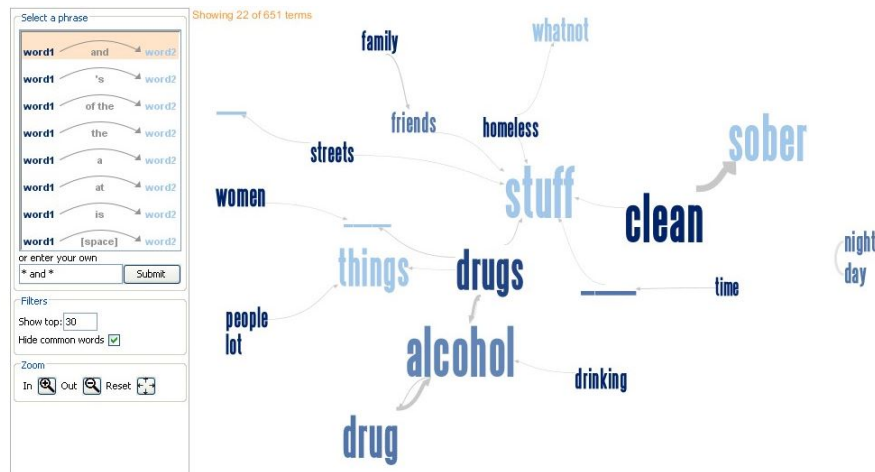 Select a phrase
word1 and word2
word1 's word2
word1 of the word2
word1 the word2
word1 a word2
word1 at word2
word1 is word2
word1 [space] word2
or enter your own
* and *
Submit
Filters
Show top: 30
Hide common words
Zoom
In Out Reset
Showing 22 of 651 terms
whatnot
family
friends
homeless
sober
streets
stuff
women
clean
night
day
things
drugs
time
people
lot
alcohol
drinking
drug